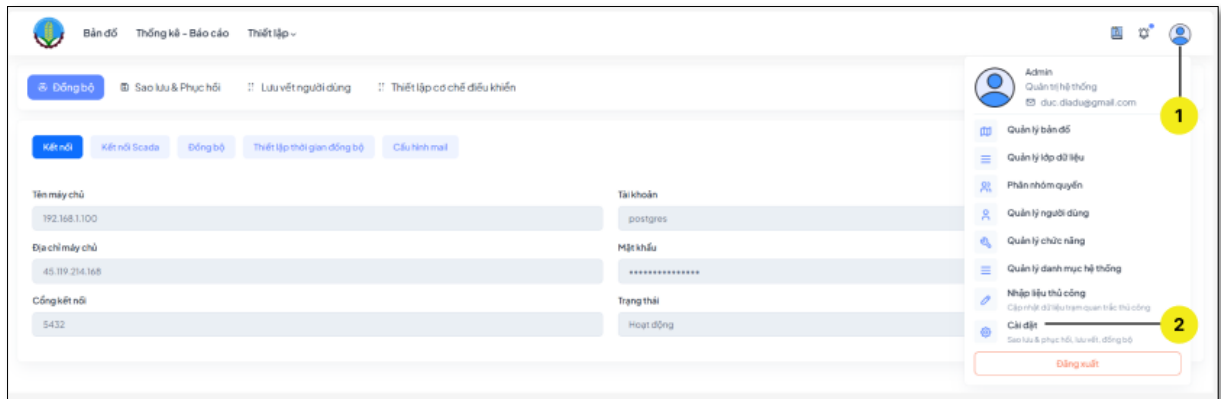 Bản đồ Thống kê - Báo cáo Thiết lập
Đồng bộ Sao lưu & Phục hồi Lưu vết người dùng Thiết lập cơ chế điều khiển
Kết nối Kết nối Scada Đồng bộ Thiết lập thời gian đồng bộ Cấu hình mail
Tên máy chủ
192.168.1.100
Địa chỉ máy chủ
45.119.214.168
Cổng kết nối
5432
Tài khoản
postgres
Mật khẩu
•••••••••••••••
Trạng thái
Hoạt động
Admin
Quản trị hệ thống
duc.dladu@gmail.com
1
Quản lý bản đồ
Quản lý lớp dữ liệu
Phân nhóm quyền
Quản lý người dùng
Quản lý chức năng
Quản lý danh mục hệ thống
Nhập liệu thủ công
Cập nhật dữ liệu trạm quan trắc thủ công
Cài đặt
2
Sao lưu & phục hồi, lưu vết, đồng bộ
Đăng xuất